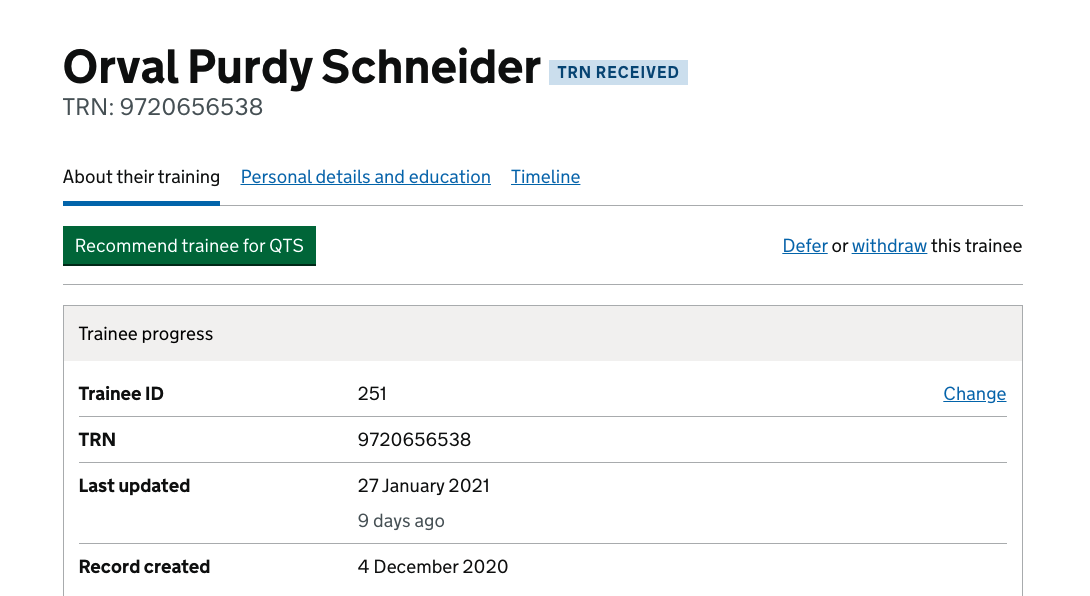 Orval Purdy Schneider TRN RECEIVED
TRN: 9720656538
About their training Personal details and education Timeline
Recommend trainee for QTS Defer or withdraw this trainee
Trainee progress
Trainee ID 251 Change
TRN 9720656538
Last updated 27 January 2021
9 days ago
Record created 4 December 2020